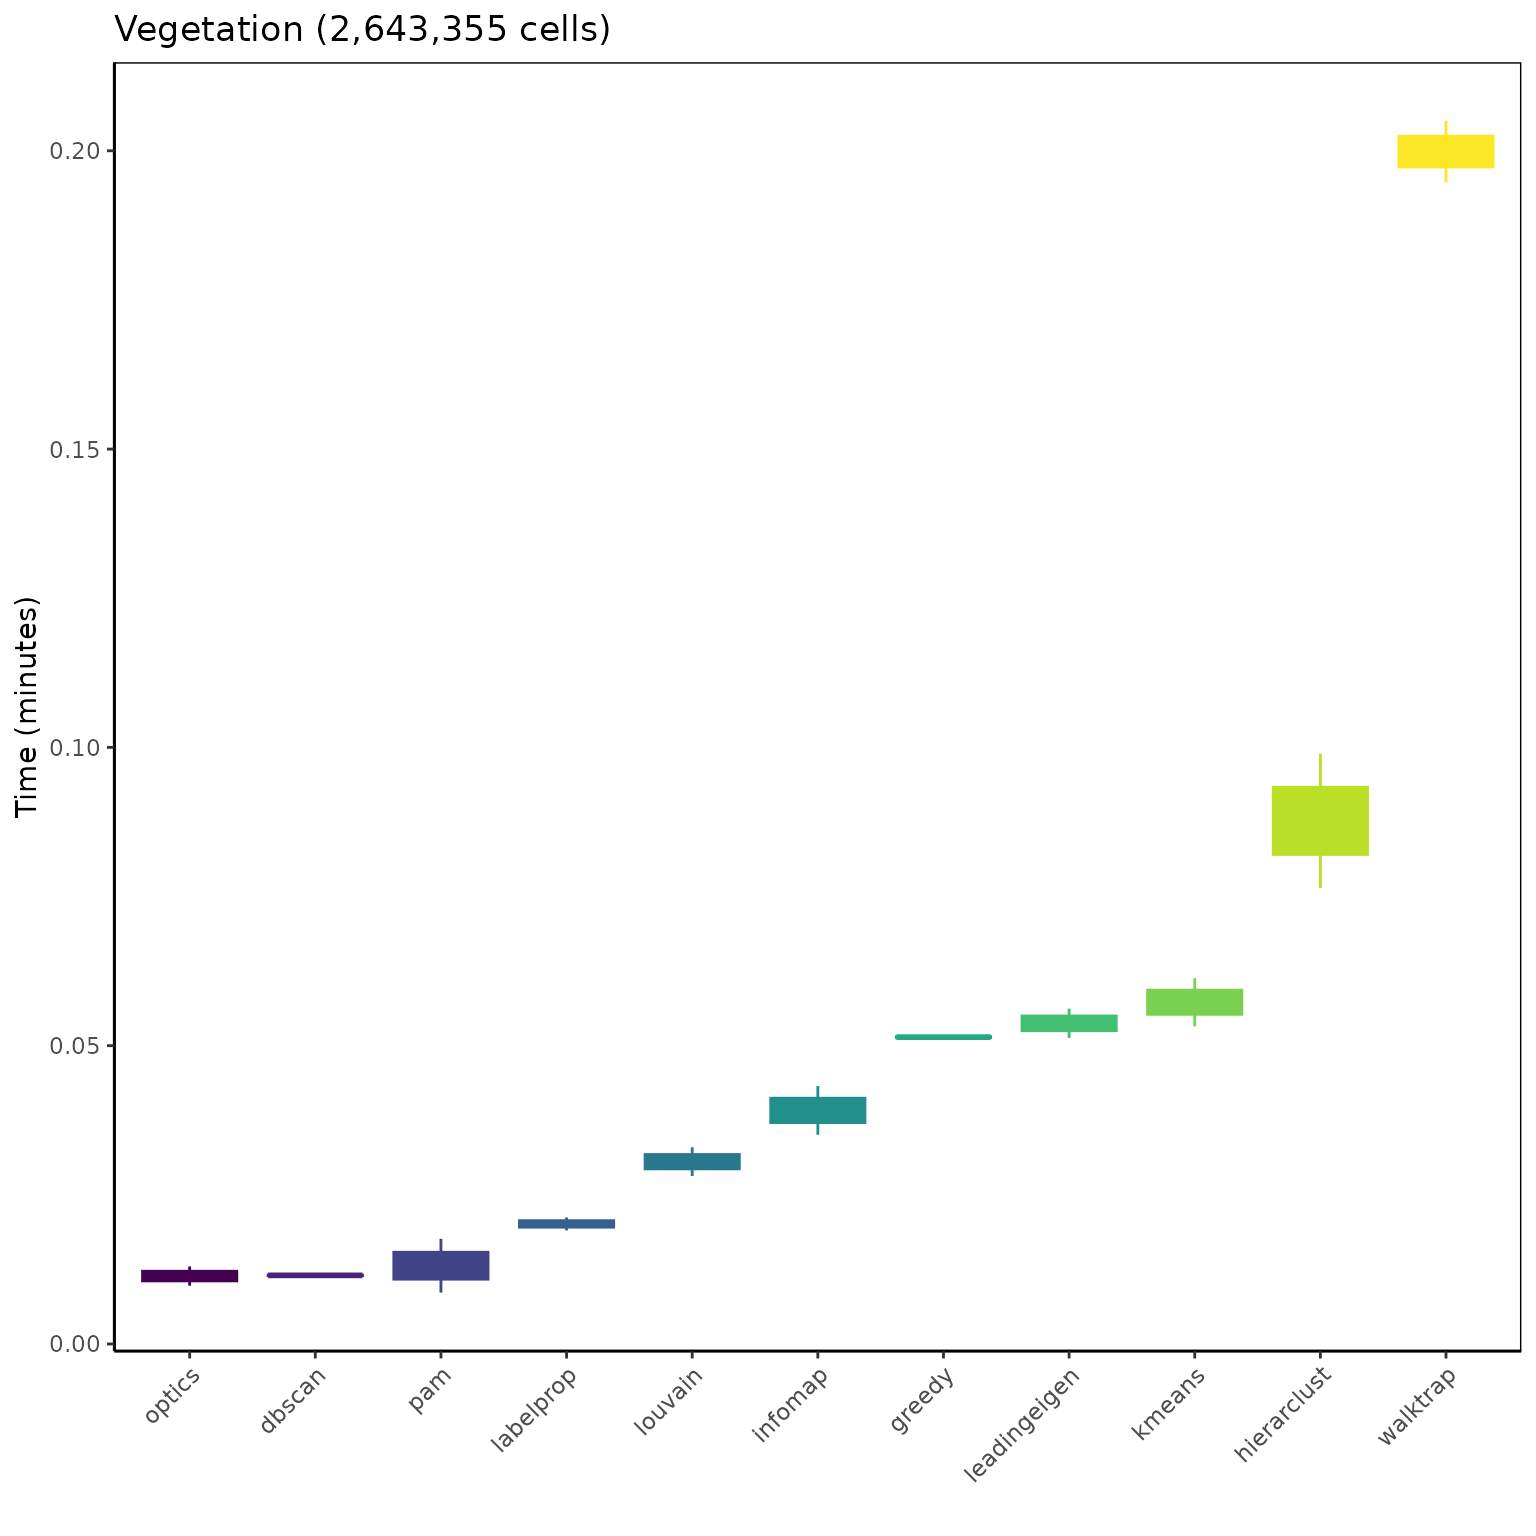 Vegetation (2,643,355 cells)
Time (minutes)
0.20
0.15
0.10
0.05
0.00
optics
dbscan
pam
labelprop
louvain
infomap
greedy
leadingeigen
kmeans
hierarclust
walktrap